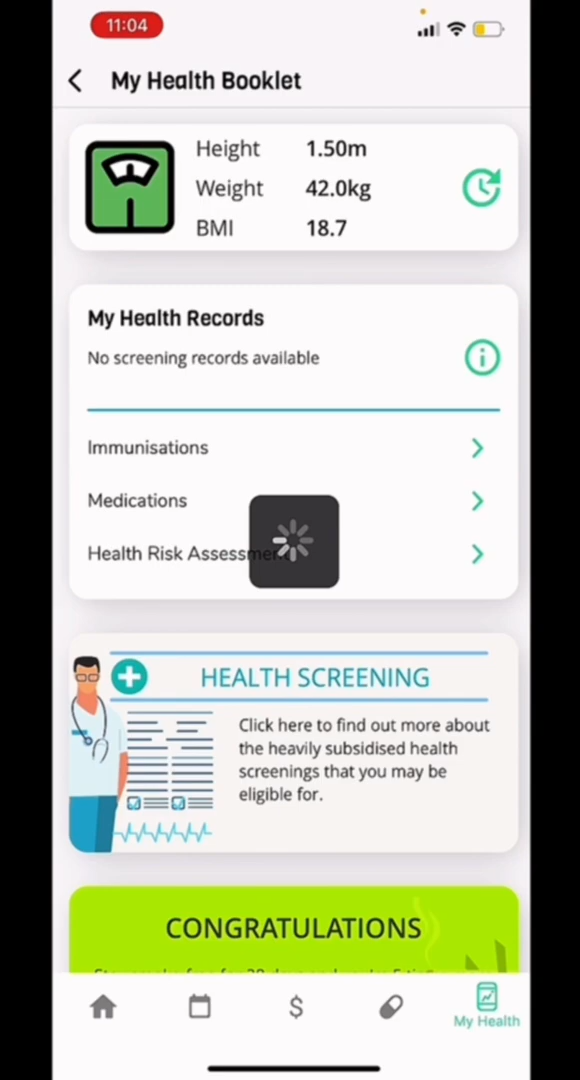 11:04
My Health Booklet
Height 1.50m
Weight 42.0kg
BMI 18.7
My Health Records
No screening records available
Immunisations
Medications
Health Risk Assessment
HEALTH SCREENING
Click here to find out more about
the heavily subsidised health
screenings that you may be
eligible for.
CONGRATULATIONS
My Health